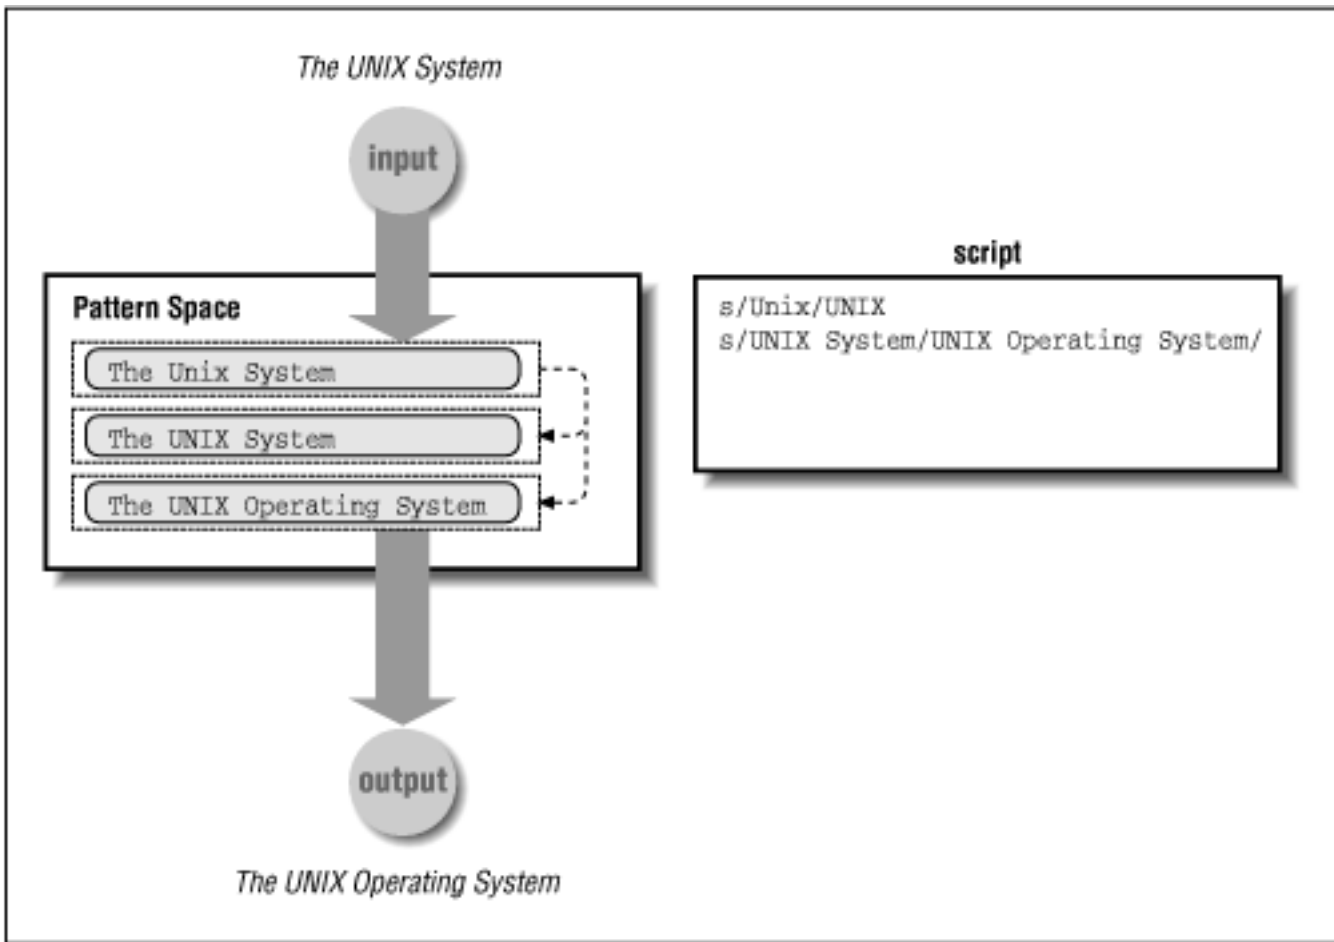 The UNIX System
input
Pattern Space
The Unix System
The UNIX System
The UNIX Operating System
script
s/Unix/UNIX
s/UNIX System/UNIX Operating System/
output
The UNIX Operating System